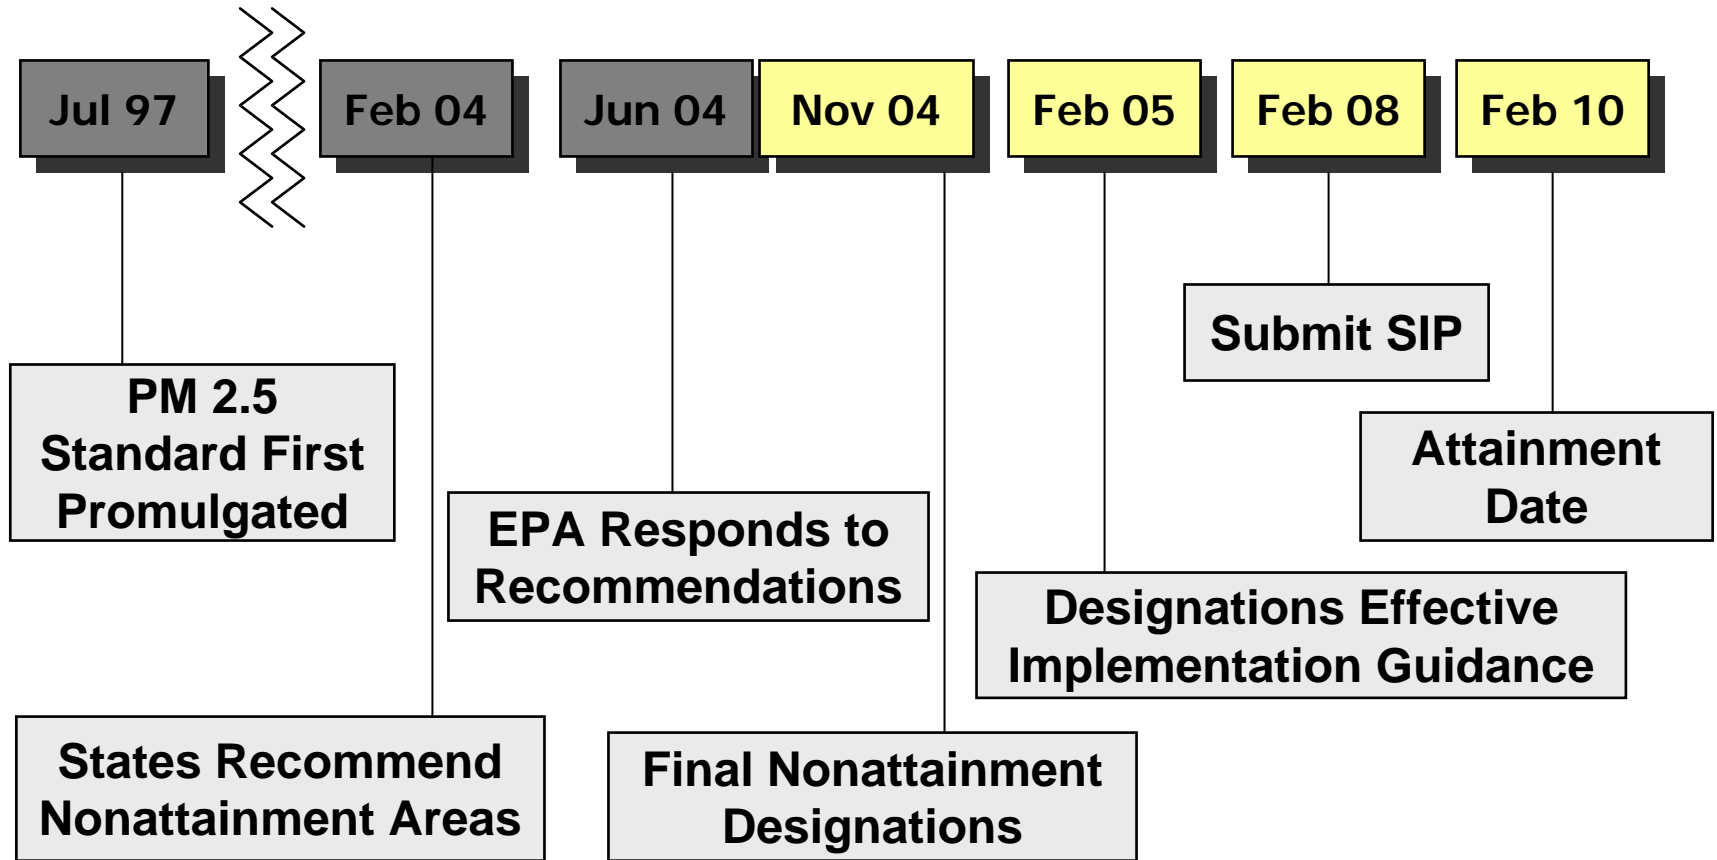 Jul 97
Feb 04
Jun 04
Nov 04
Feb 05
Feb 08
Feb 10
Submit SIP
PM 2.5
Standard First
Promulgated
Attainment
Date
EPA Responds to
Recommendations
Designations Effective
Implementation Guidance
States Recommend
Nonattainment Areas
Final Nonattainment
Designations